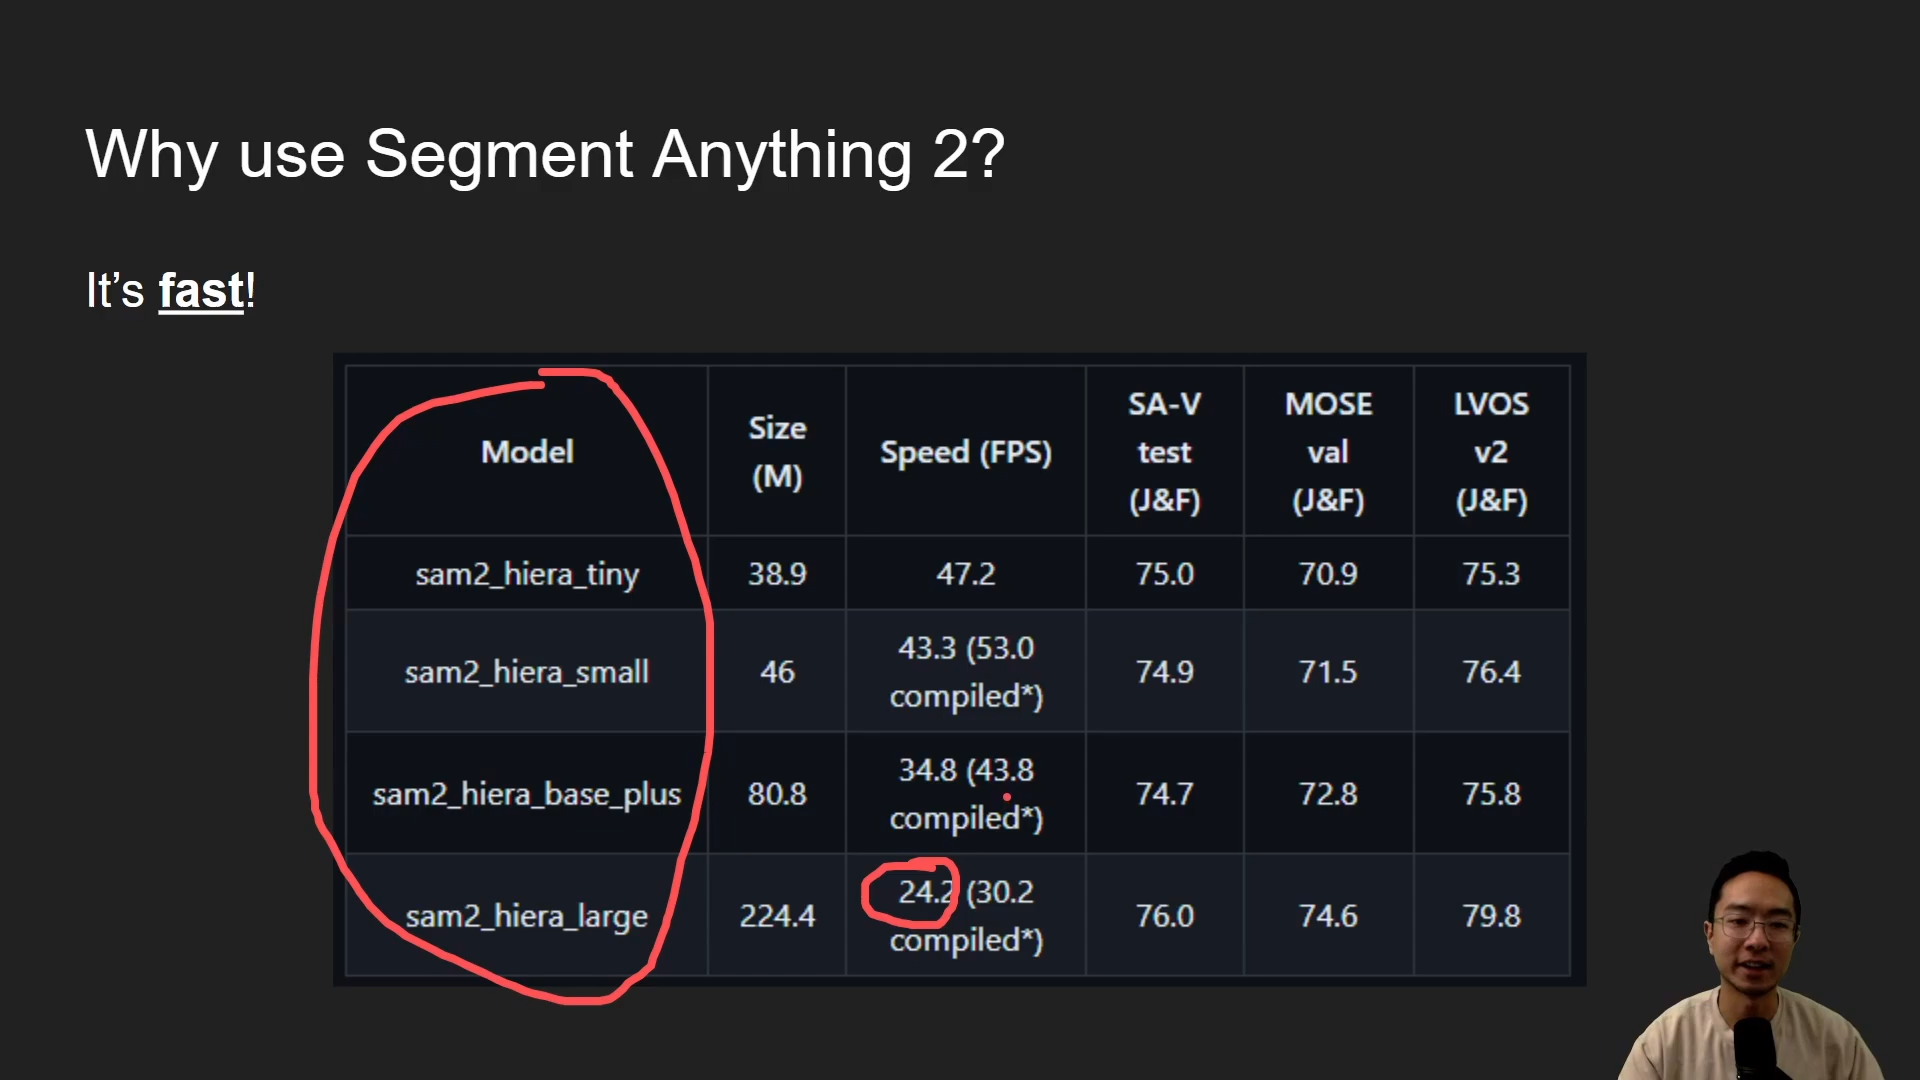 Why use Segment Anything 2?
It’s fast!
Model
Size
(M)
Speed (FPS)
SA-V
test
(J&F)
MOSE
val
(J&F)
LVOS
v2
(J&F)
sam2_hiera_tiny
38.9
47.2
75.0
70.9
75.3
sam2_hiera_small
46
43.3 (53.0
compiled*)
74.9
71.5
76.4
sam2_hiera_base_plus
80.8
34.8 (43.8
compiled*)
74.7
72.8
75.8
sam2_hiera_large
224.4
24.2 (30.2
compiled*)
76.0
74.6
79.8